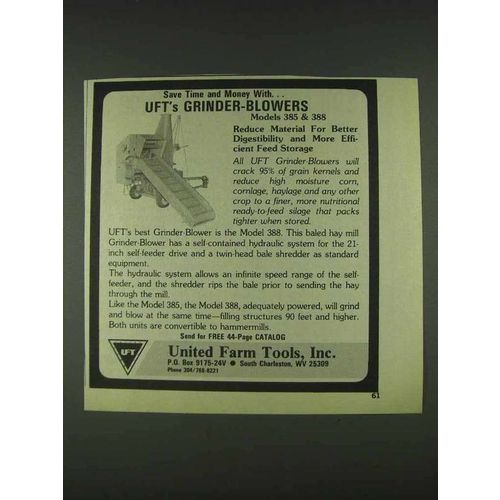 Save Time and Money With. . .
UFT's GRINDER-BLOWERS
Models 385 & 388
Reduce Material For Better
Digestibility and More Effi-
cient Feed Storage
All UFT Grinder-Blowers will
crack 95% of grain kernels and
reduce high moisture corn,
cornlage, haylage and any other
crop to a finer, more nutritional
ready-to-feed silage that packs
tighter when stored.
UFT's best Grinder-Blower is the Model 388. This baled hay mill
Grinder-Blower has a self-contained hydraulic system for the 21-
inch self-feeder drive and a twin-head bale shredder as standard
equipment.
The hydraulic system allows an infinite speed range of the self-
feeder, and the shredder rips the bale prior to sending the hay
through the mill.
Like the Model 385, the Model 388, adequately powered, will grind
and blow at the same time—filling structures 90 feet and higher.
Both units are convertible to hammermills.
Send for FREE 44-Page CATALOG
UFT
United Farm Tools, Inc.
P.O. Box 9175-24V ● South Charleston, WV 25309
Phone 304/768-8221
61